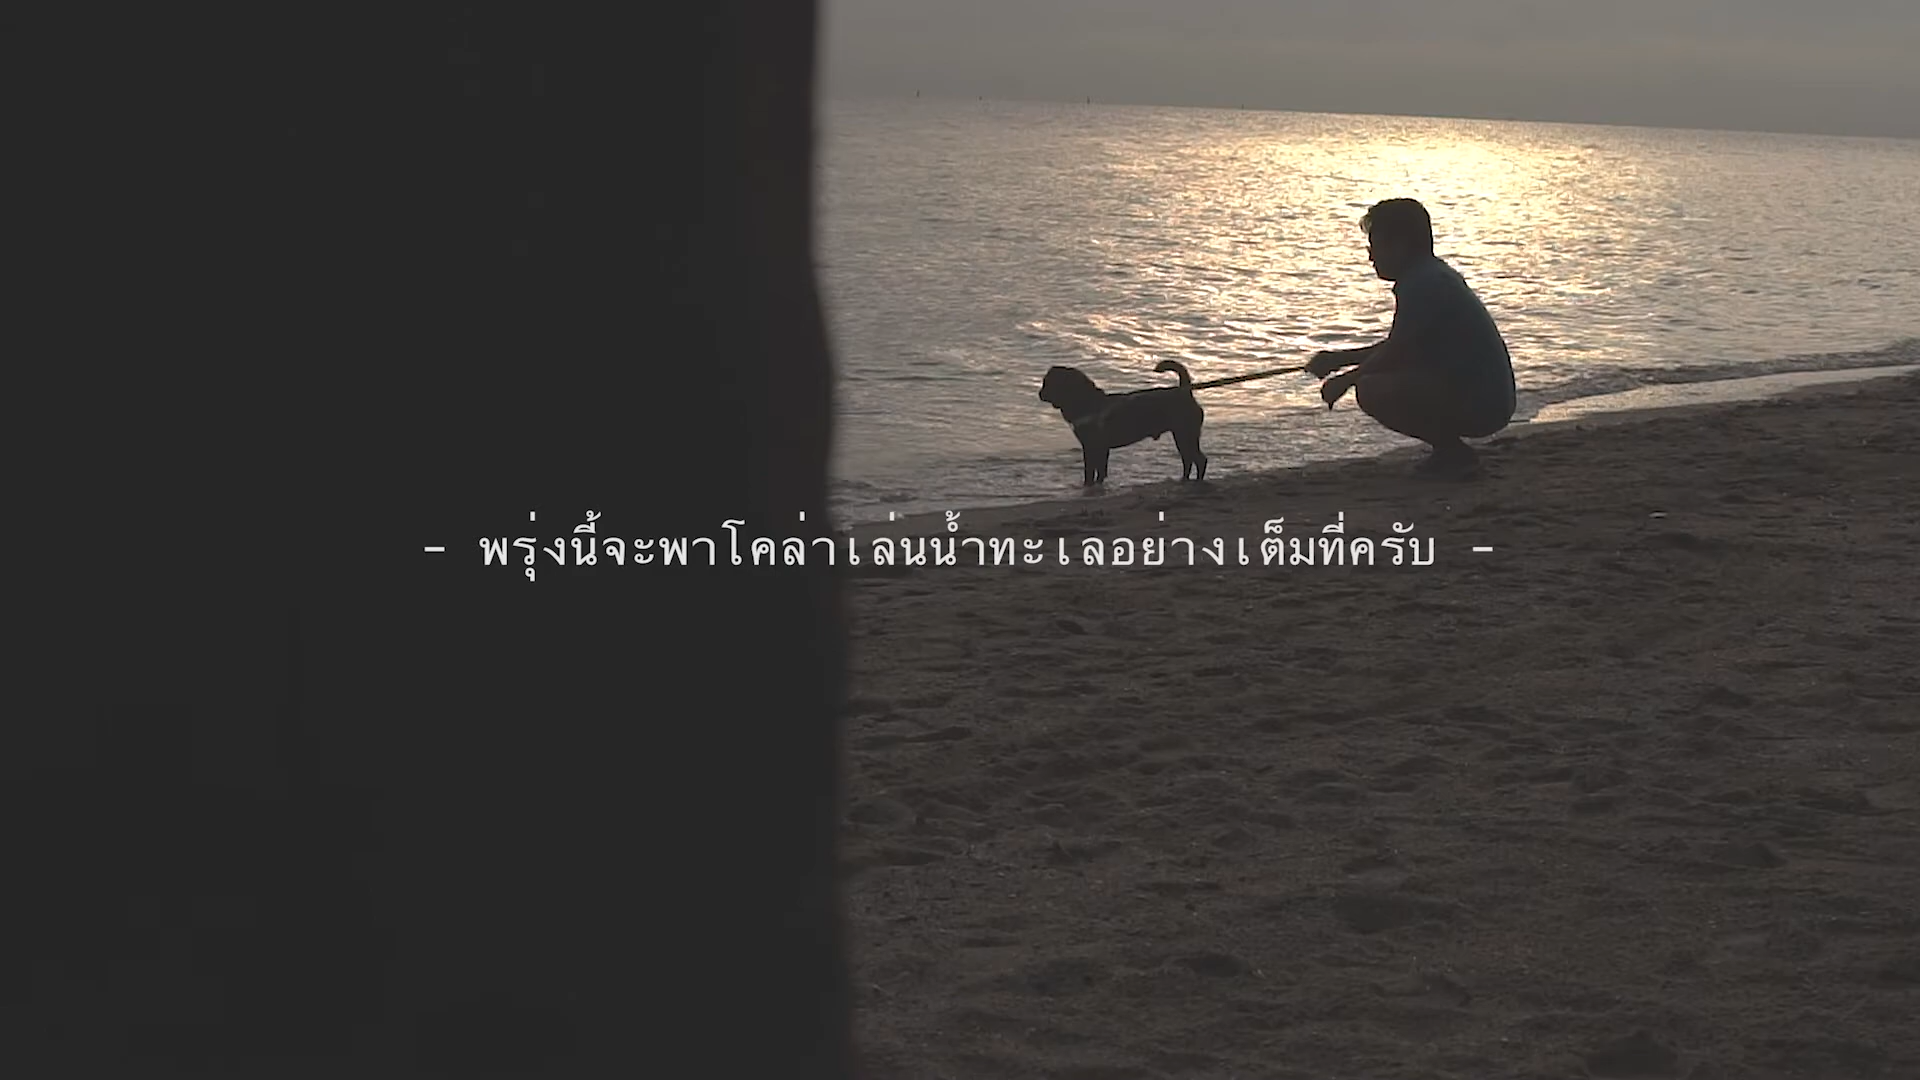 - พรุ่งนี้จะพาโคล่าเล่นน้ำทะเลอย่างเต็มที่ครับ -